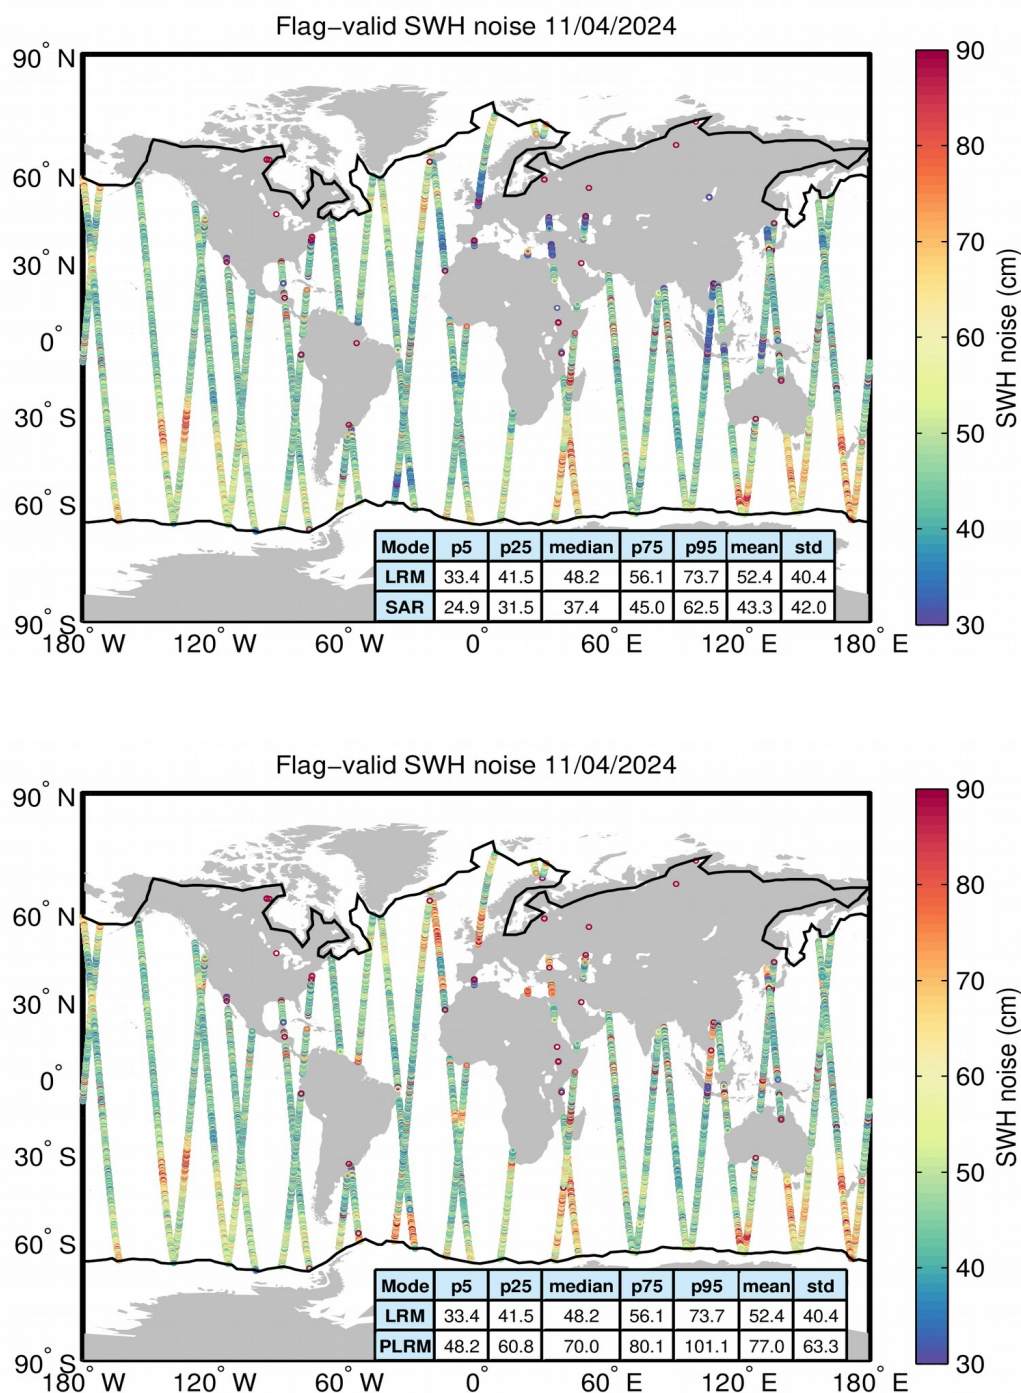 Flag−valid SWH noise 11/04/2024
90° N
60° N
30° N
0°
30° S
60° S
90° S
180° W 120° W 60° W 0° 60° E 120° E 180° E
90
80
70
60
50
40
30
SWH noise (cm)
Mode p5 p25 median p75 p95 mean std
LRM 33.4 41.5 48.2 56.1 73.7 52.4 40.4
SAR 24.9 31.5 37.4 45.0 62.5 43.3 42.0
Flag−valid SWH noise 11/04/2024
90° N
60° N
30° N
0°
30° S
60° S
90° S
180° W 120° W 60° W 0° 60° E 120° E 180° E
90
80
70
60
50
40
30
SWH noise (cm)
Mode p5 p25 median p75 p95 mean std
LRM 33.4 41.5 48.2 56.1 73.7 52.4 40.4
PLRM 48.2 60.8 70.0 80.1 101.1 77.0 63.3